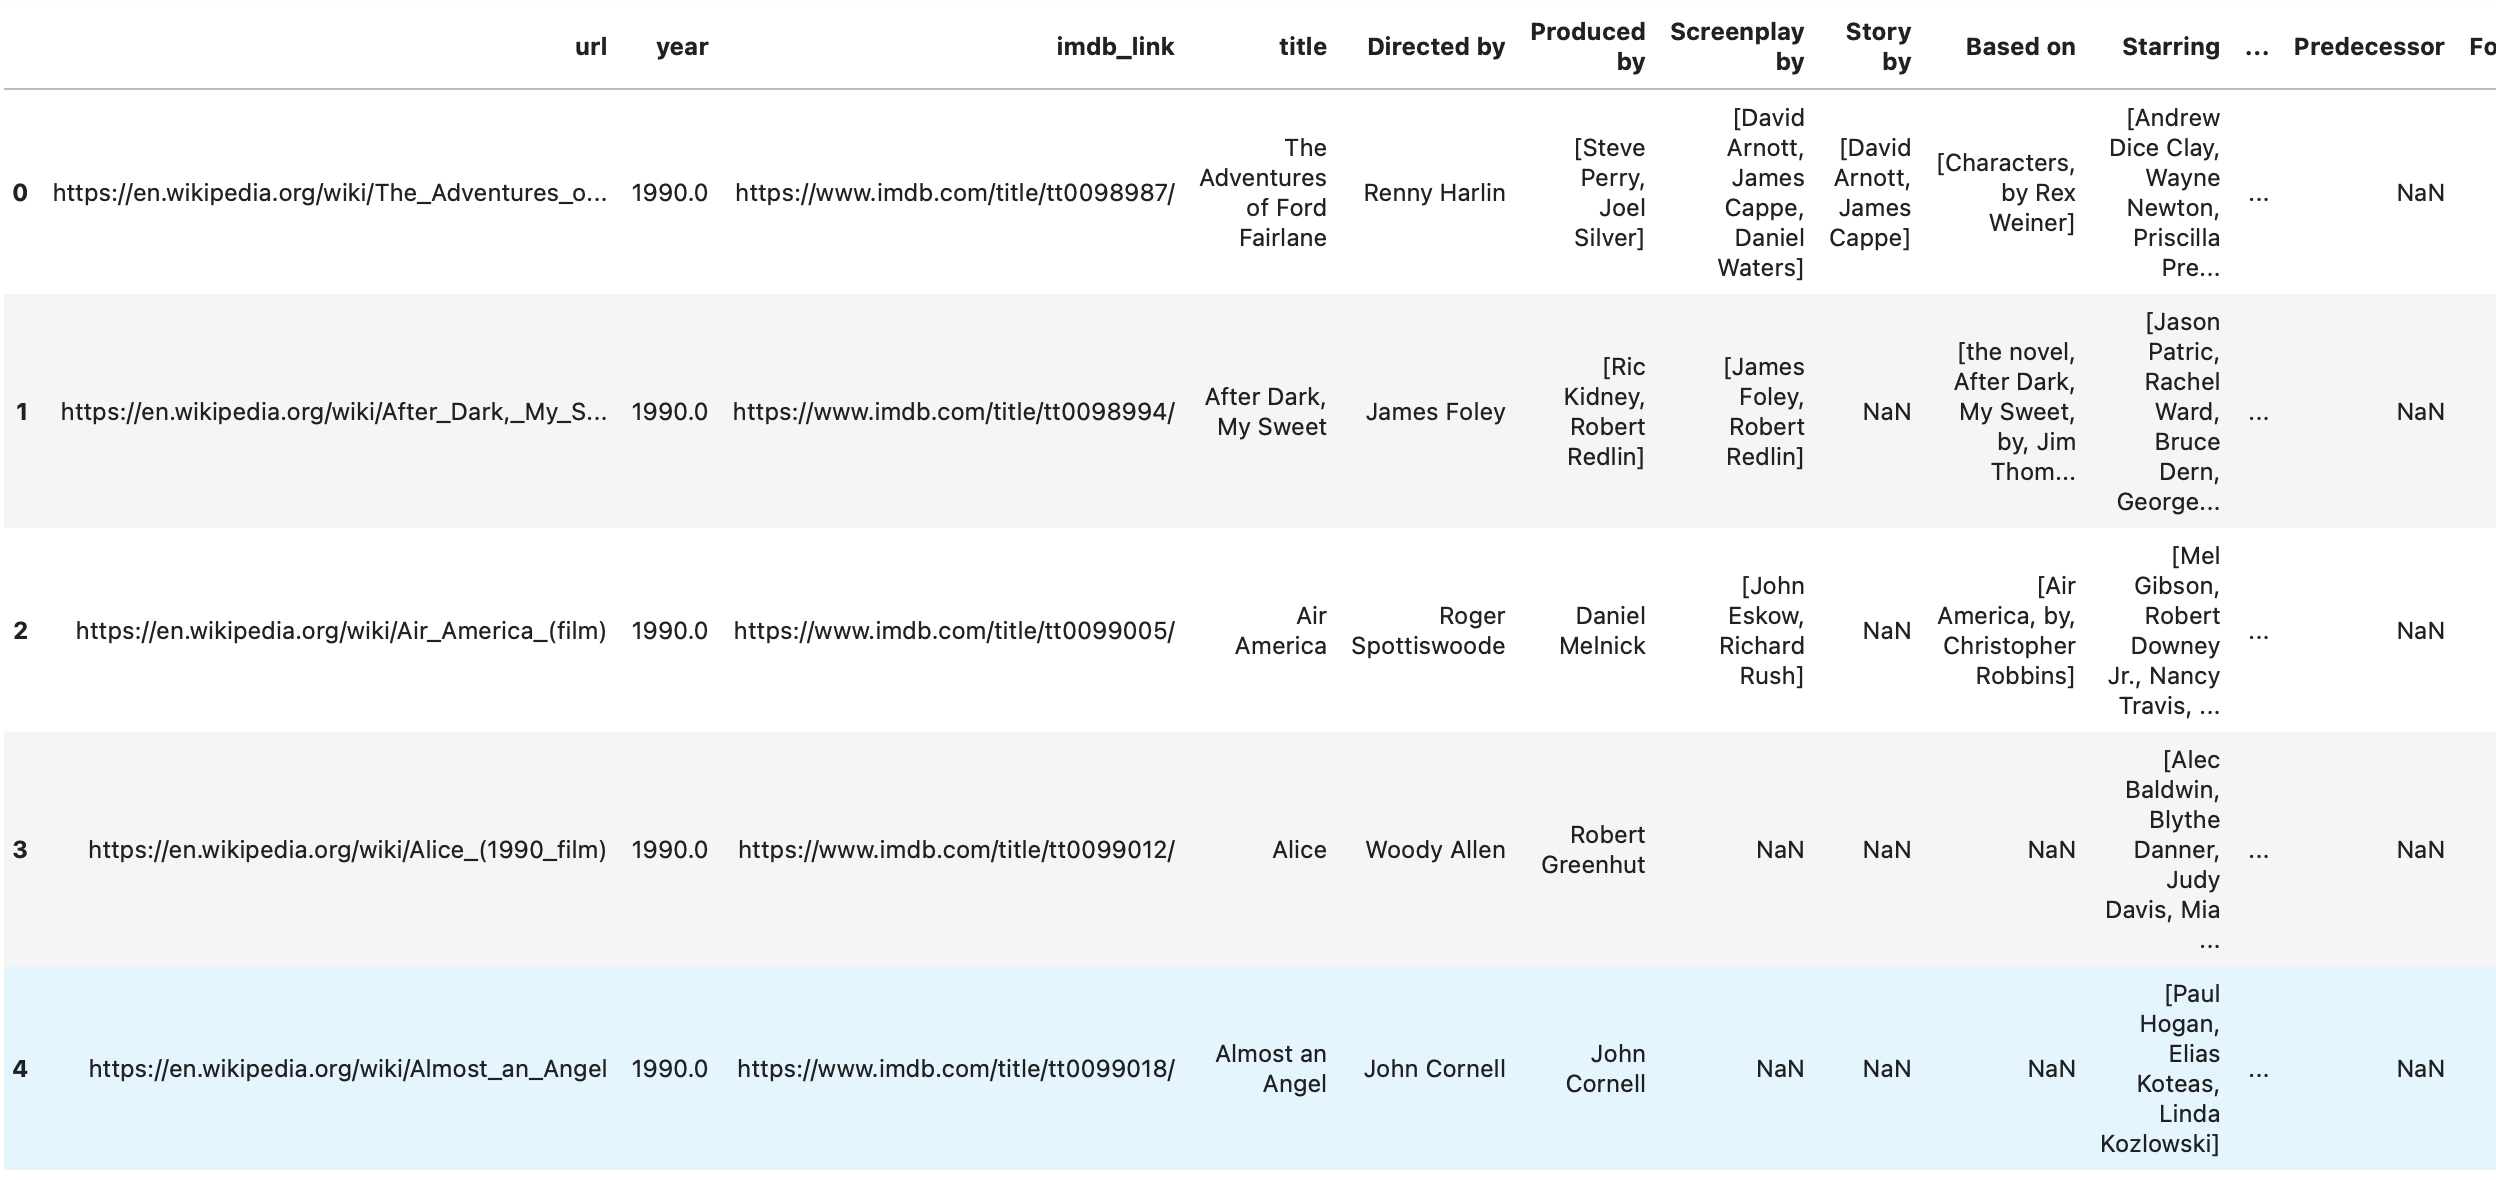 url year imdb_link title Directed by Produced by Screenplay by Story by Based on Starring ... Predecessor Fo
0 https://en.wikipedia.org/wiki/The_Adventures_o... 1990.0 https://www.imdb.com/title/tt0098987/ The Adventures of Ford Fairlane Renny Harlin [Steve Perry, Joel Silver] [David Arnott, James Cappe, Daniel Waters] [David Arnott, James Cappe] [Characters, by Rex Weiner] [Andrew Dice Clay, Wayne Newton, Priscilla Pre... ... NaN
1 https://en.wikipedia.org/wiki/After_Dark,_My_S... 1990.0 https://www.imdb.com/title/tt0098994/ After Dark, My Sweet James Foley [Ric Kidney, Robert Redlin] [James Foley, Robert Redlin] NaN [the novel, After Dark, My Sweet, by, Jim Thom... [Jason Patric, Rachel Ward, Bruce Dern, George... ... NaN
2 https://en.wikipedia.org/wiki/Air_America_(film) 1990.0 https://www.imdb.com/title/tt0099005/ Air America Roger Spottiswoode Daniel Melnick [John Eskow, Richard Rush] NaN [Air America, by, Christopher Robbins] [Mel Gibson, Robert Downey Jr., Nancy Travis, ... ... NaN
3 https://en.wikipedia.org/wiki/Alice_(1990_film) 1990.0 https://www.imdb.com/title/tt0099012/ Alice Woody Allen Robert Greenhut NaN NaN NaN [Alec Baldwin, Blythe Danner, Judy Davis, Mia ... ... NaN
4 https://en.wikipedia.org/wiki/Almost_an_Angel 1990.0 https://www.imdb.com/title/tt0099018/ Almost an Angel John Cornell John Cornell NaN NaN NaN [Paul Hogan, Elias Koteas, Linda Kozlowski] ... NaN